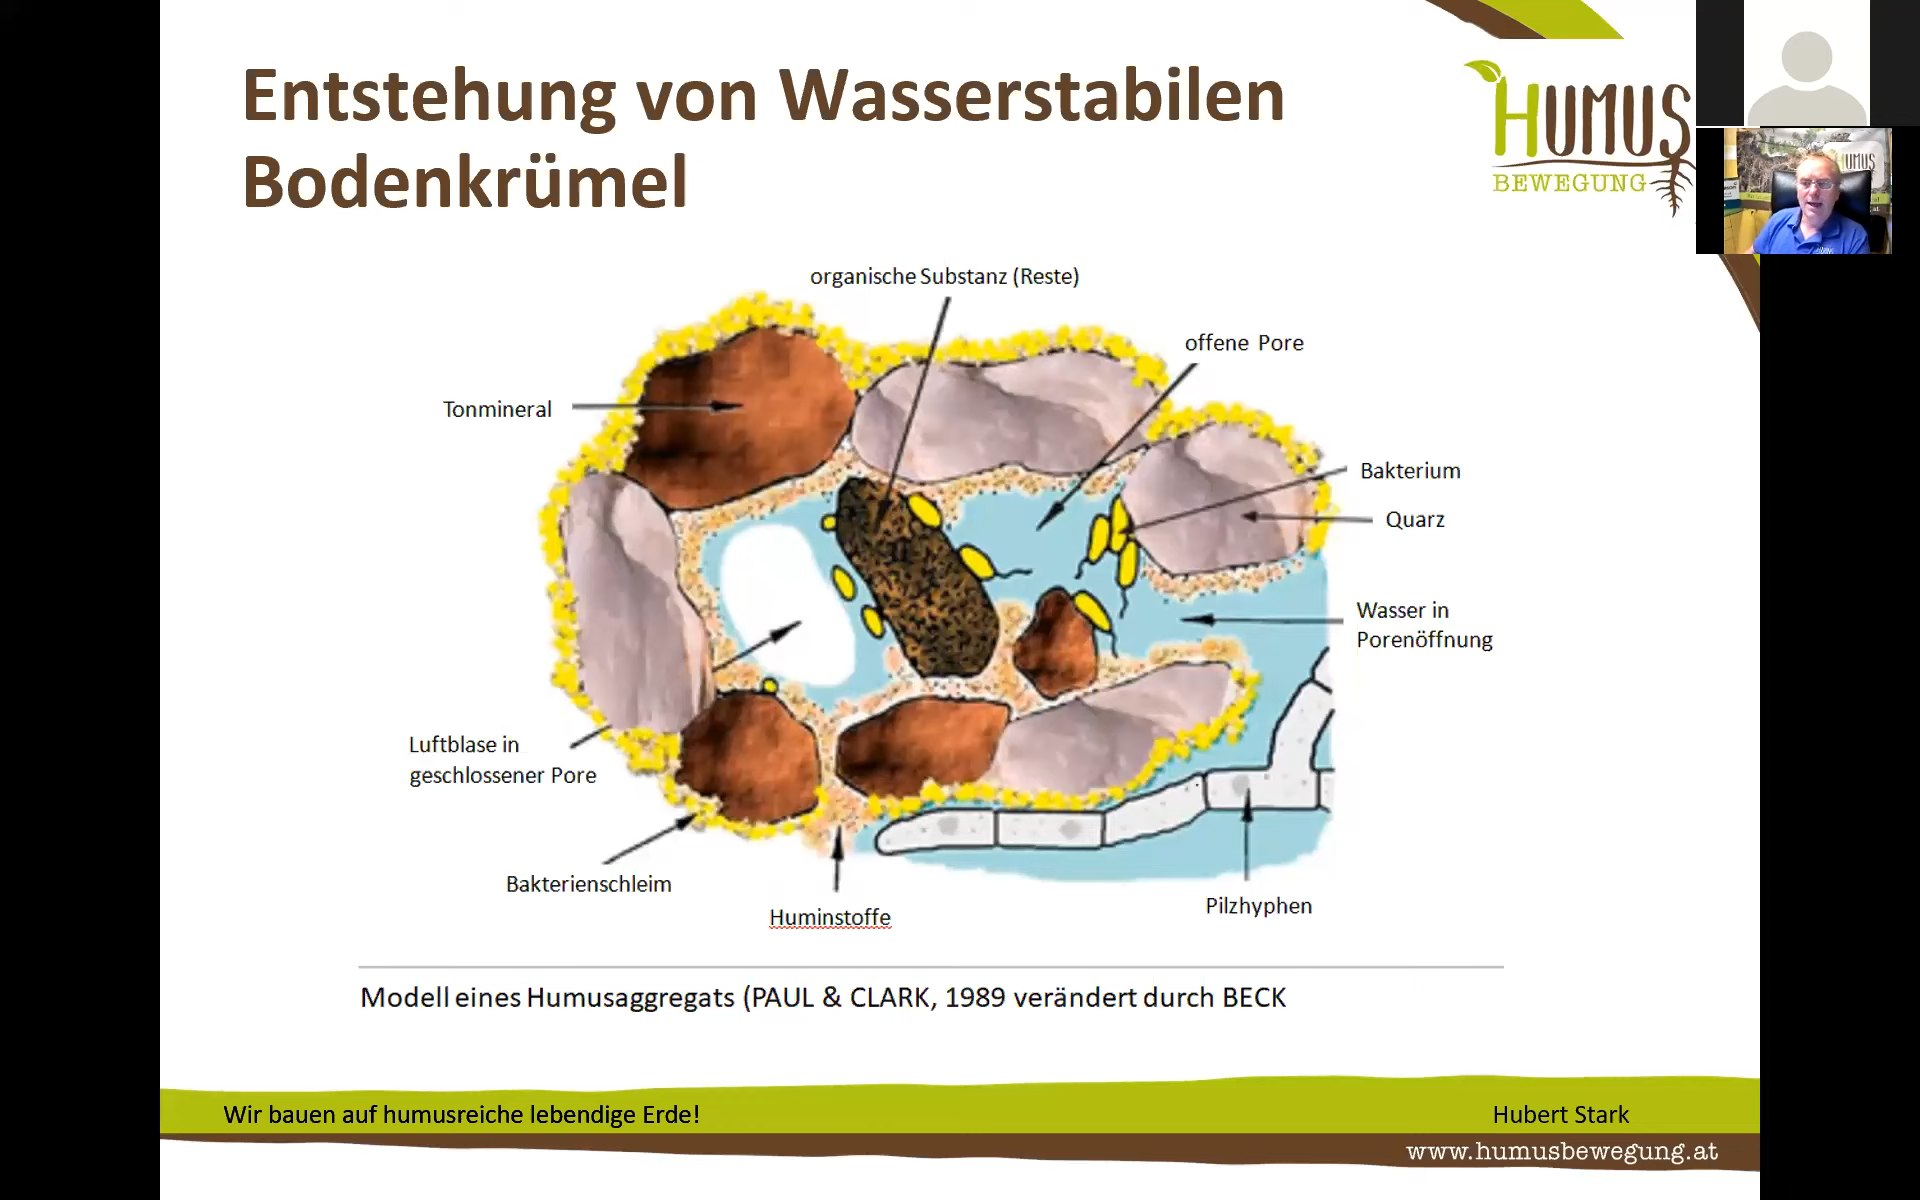 Entstehung von Wasserstabilen
Bodenkrümel
HUMUS
BEWEGUNG
HUMUS
organische Substanz (Reste)
offene Pore
Tonmineral
Bakterium
Quarz
Wasser in
Porenöffnung
Luftblase in
geschlossener Pore
Bakterienschleim
Huminstoffe
Pilzhyphen
Modell eines Humusaggregats (PAUL & CLARK, 1989 verändert durch BECK
Wir bauen auf humusreiche lebendige Erde!
Hubert Stark
www.humusbewegung.at